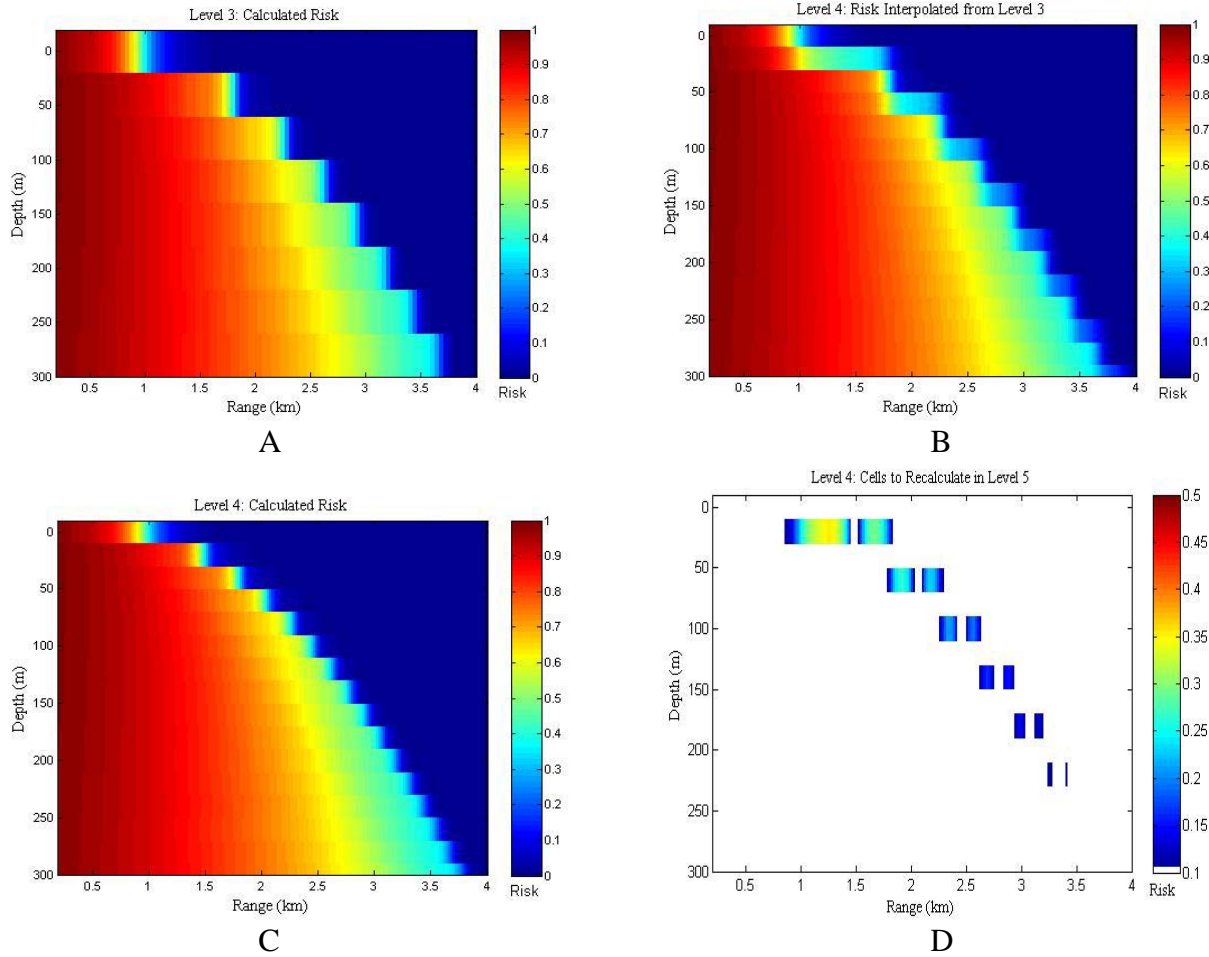 Level 3: Calculated Risk
0
50
100
150
200
250
300
Depth (m)
0.5 1 1.5 2 2.5 3 3.5 4
Range (km)
1
0.9
0.8
0.7
0.6
0.5
0.4
0.3
0.2
0.1
0
Risk
A
Level 4: Risk Interpolated from Level 3
0
50
100
150
200
250
300
Depth (m)
0.5 1 1.5 2 2.5 3 3.5 4
Range (km)
1
0.9
0.8
0.7
0.6
0.5
0.4
0.3
0.2
0.1
0
Risk
B
Level 4: Calculated Risk
0
50
100
150
200
250
300
Depth (m)
0.5 1 1.5 2 2.5 3 3.5 4
Range (km)
1
0.9
0.8
0.7
0.6
0.5
0.4
0.3
0.2
0.1
0
Risk
C
Level 4: Cells to Recalculate in Level 5
0
50
100
150
200
250
300
Depth (m)
0.5 1 1.5 2 2.5 3 3.5 4
Range (km)
0.5
0.45
0.4
0.35
0.3
0.25
0.2
0.15
0.1
Risk
D